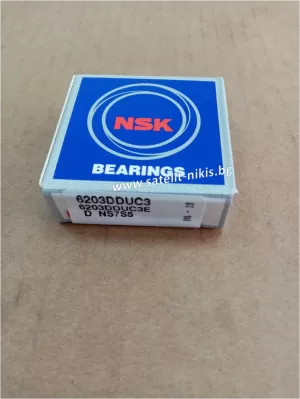 NSK
BEARINGS
www.satelit-nikis.bg
6203DDUC3
6203DDUC3E
D NS7S5